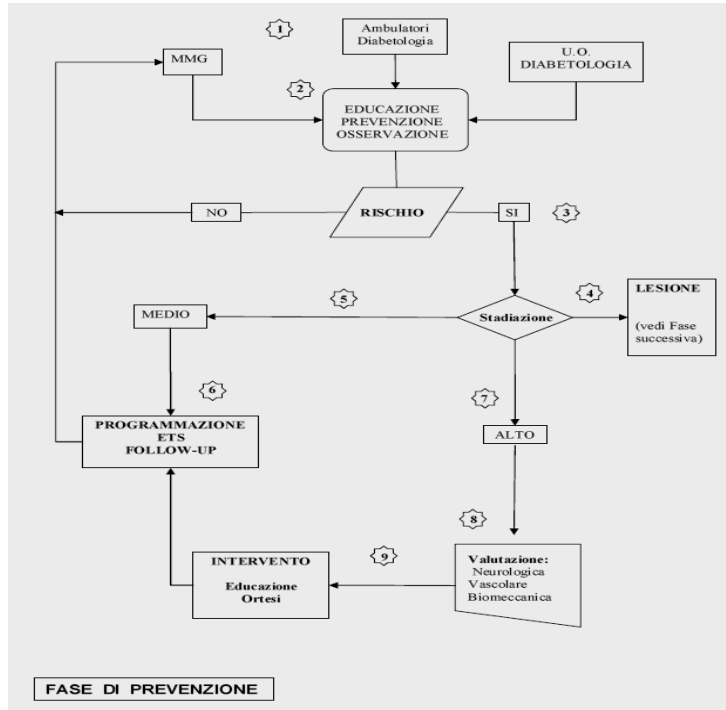 1
Ambulatori
Diabetologia
MMG
U.O.
DIABETOLOGIA
2
EDUCAZIONE
PREVENZIONE
OSSERVAZIONE
NO
RISCHIO
SI
3
MEDIO
5
Stadiazione
4
LESIONE
(vedi Fase
successiva)
6
7
PROGRAMMAZIONE
ETS
FOLLOW-UP
ALTO
8
9
INTERVENTO
Educazione
Ortesi
Valutazione:
Neurologica
Vascolare
Biomeccanica
FASE DI PREVENZIONE